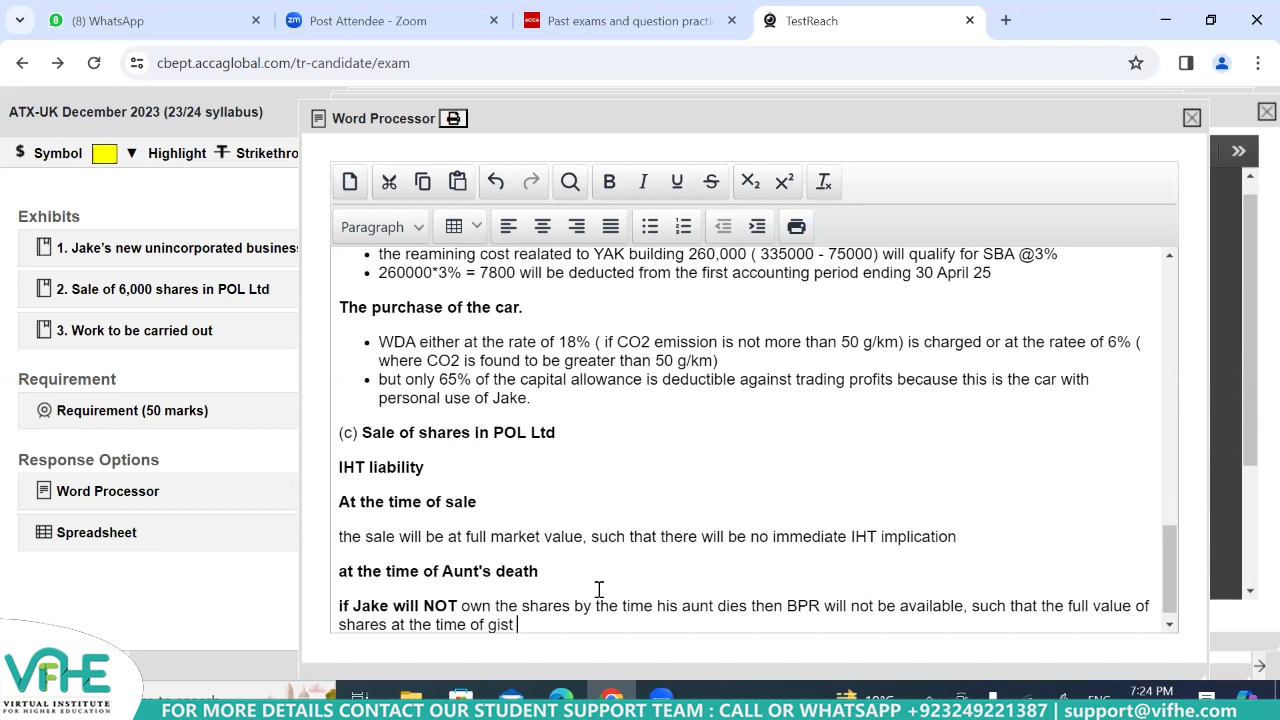 (8) WhatsApp
Post Attendee - Zoom
ACCA
Past exams and question practi
TestReach
cbept.accaglobal.com/tr-candidate/exam
ATX-UK December 2023 (23/24 syllabus)
$ Symbol
Highlight
Strikethro
Exhibits
1. Jake's new unincorporated busines
2. Sale of 6,000 shares in POL Ltd
3. Work to be carried out
Requirement
Requirement (50 marks)
Response Options
Word Processor
Spreadsheet
Word Processor
Paragraph
the reamining cost realated to YAK building 260,000 ( 335000 - 75000) will qualify for SBA @3%
260000*3% = 7800 will be deducted from the first accounting period ending 30 April 25
The purchase of the car.
WDA either at the rate of 18% ( if CO2 emission is not more than 50 g/km) is charged or at the ratee of 6% (
where CO2 is found to be greater than 50 g/km)
but only 65% of the capital allowance is deductible against trading profits because this is the car with
personal use of Jake.
(c) Sale of shares in POL Ltd
IHT liability
At the time of sale
the sale will be at full market value, such that there will be no immediate IHT implication
at the time of Aunt's death
if Jake will NOT own the shares by the time his aunt dies then BPR will not be available, such that the full value of
shares at the time of gist
7:24 PM
VIFHE
VIRTUAL INSTITUTE
FOR HIGHER EDUCATION
FOR MORE DETAILS CONTACT OUR STUDENT SUPPORT TEAM : CALL OR WHATSAPP +923249221387 | support@vifhe.com